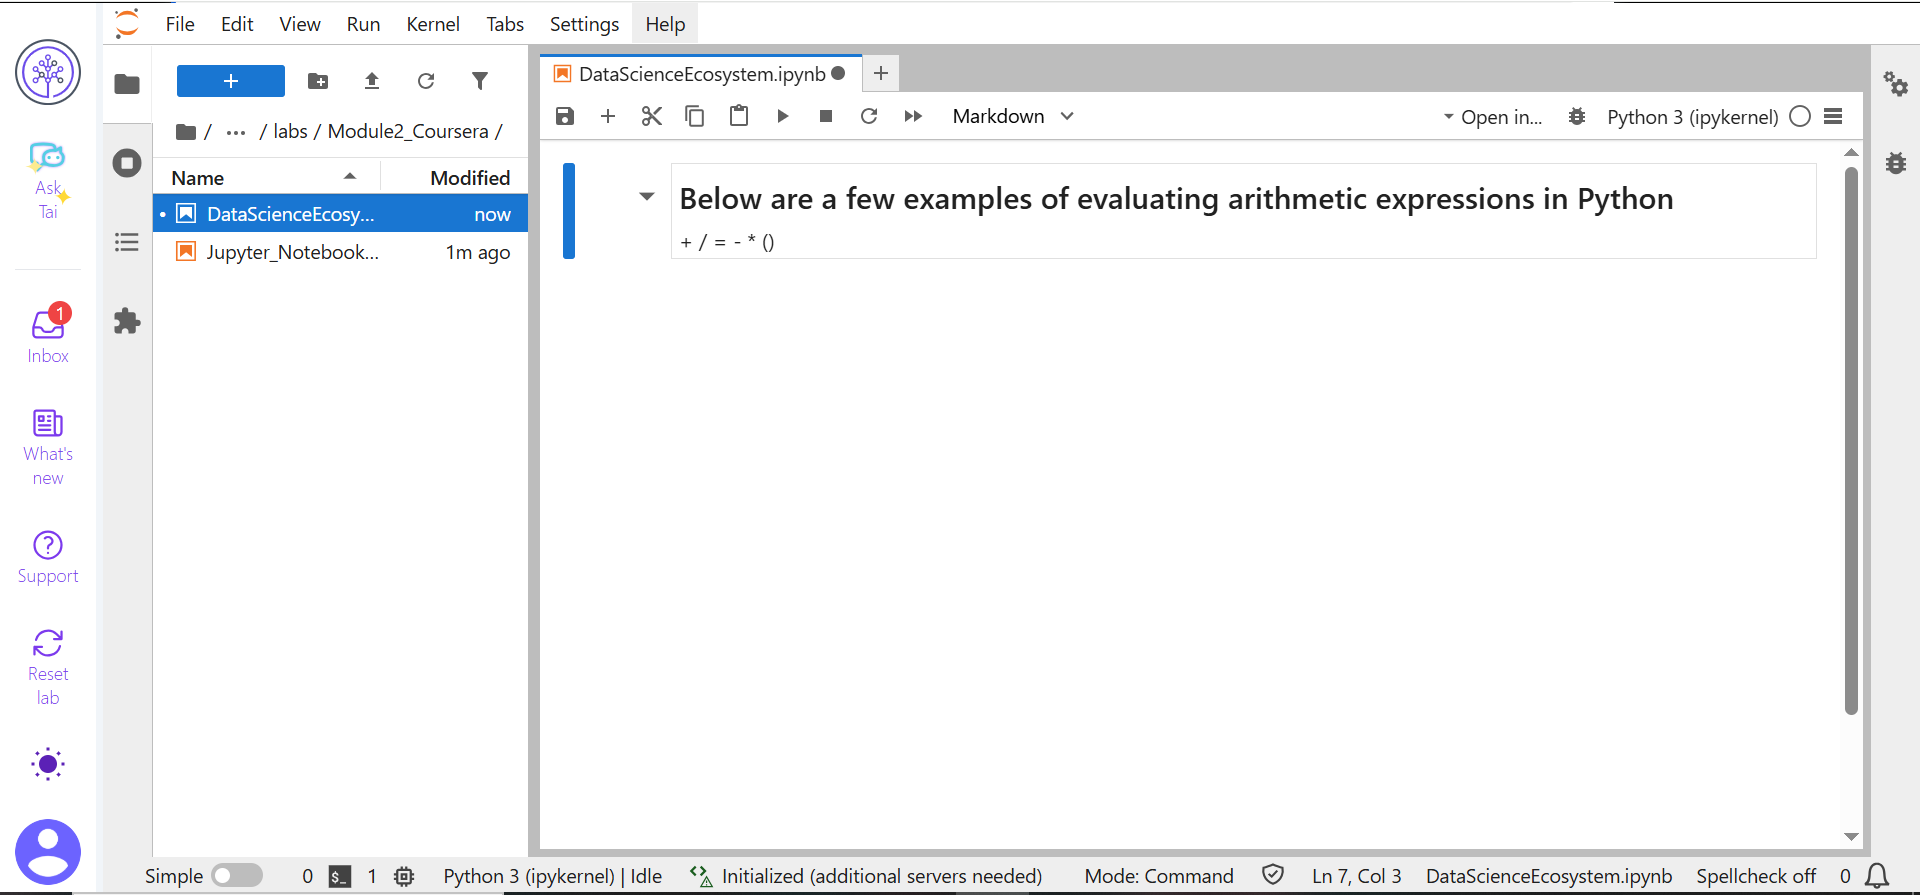 File Edit View Run Kernel Tabs Settings Help
Ask
Tai
1
Inbox
What's
new
Support
Reset
lab
/ ... / labs / Module2_Coursera /
Name Modified
DataScienceEcosy... now
Jupyter_Notebook... 1m ago
DataScienceEcosystem.ipynb
Markdown Open in... Python 3 (ipykernel)
Below are a few examples of evaluating arithmetic expressions in Python
+ / = - * ()
Simple 0 $_ 1 Python 3 (ipykernel) | Idle Initialized (additional servers needed) Mode: Command Ln 7, Col 3 DataScienceEcosystem.ipynb Spellcheck off 0